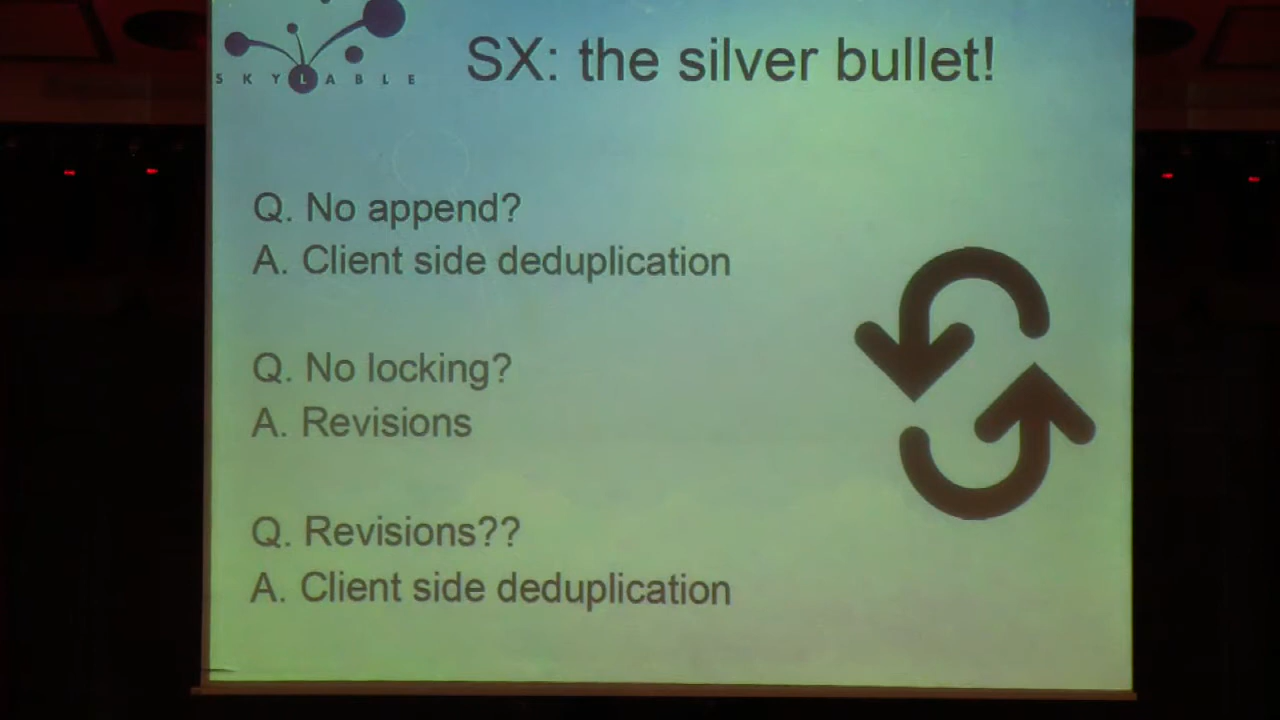 SKYLABLE
SX: the silver bullet!
Q. No append?
A. Client side deduplication
Q. No locking?
A. Revisions
Q. Revisions??
A. Client side deduplication